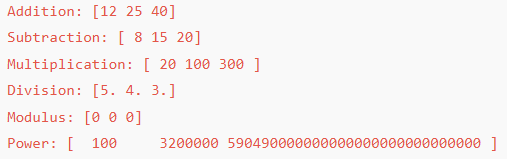 Addition: [12 25 40]
Subtraction: [ 8 15 20]
Multiplication: [ 20 100 300 ]
Division: [5. 4. 3.]
Modulus: [0 0 0]
Power: [  100     3200000 590490000000000000000000000000 ]